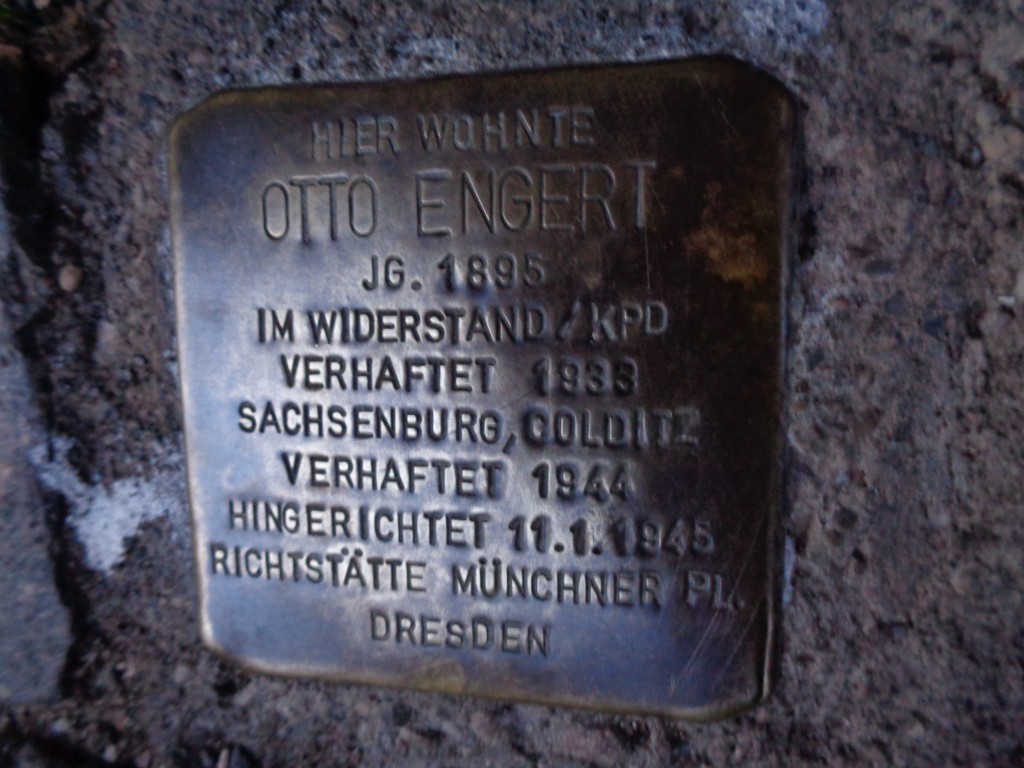 HIER WOHNTE
OTTO ENGERT
JG. 1895
IM WIDERSTAND/KPD
VERHAFTET 1933
SACHSENBURG, COLDITZ
VERHAFTET 1944
HINGERICHTET 11.1.1945
RICHTSTÄTTE MÜNCHNER PL.
DRESDEN